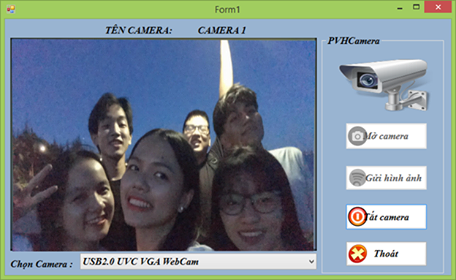 Form1
TÊN CAMERA: CAMERA 1
PVHCamera
Mở camera
Gửi hình ảnh
Tắt camera
Thoát
Chọn Camera : USB2.0 UVC VGA WebCam